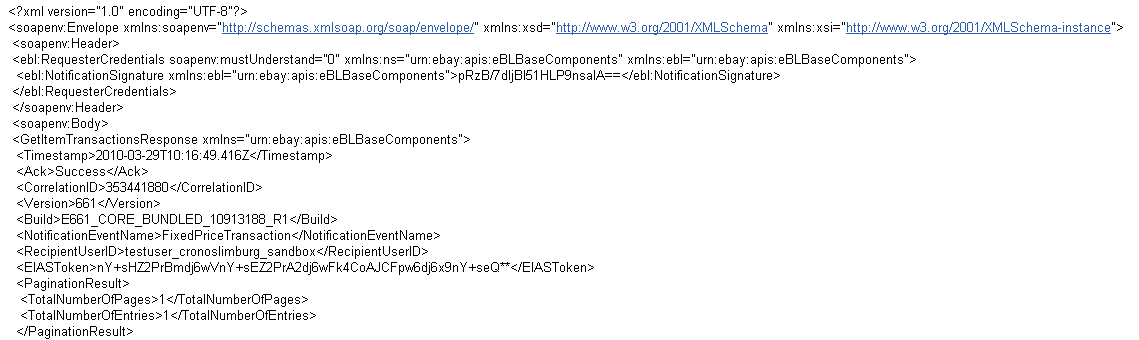 <?xml version="1.0" encoding="UTF-8"?>
<soapenv:Envelope xmlns:soapenv="http://schemas.xmlsoap.org/soap/envelope/" xmlns:xsd="http://www.w3.org/2001/XMLSchema" xmlns:xsi="http://www.w3.org/2001/XMLSchema-instance">
<soapenv:Header>
<ebl:RequesterCredentials soapenv:mustUnderstand="0" xmlns:ns="urn:ebay:apis:eBLBaseComponents" xmlns:ebl="urn:ebay:apis:eBLBaseComponents">
<ebl:NotificationSignature xmlns:ebl="urn:ebay:apis:eBLBaseComponents">pRzB/7dljBl51HLP9nsalA==</ebl:NotificationSignature>
</ebl:RequesterCredentials>
</soapenv:Header>
<soapenv:Body>
<GetItemTransactionsResponse xmlns="urn:ebay:apis:eBLBaseComponents">
<Timestamp>2010-03-29T10:16:49.416Z</Timestamp>
<Ack>Success</Ack>
<CorrelationID>353441880</CorrelationID>
<Version>661</Version>
<Build>E661_CORE_BUNDLED_10913188_R1</Build>
<NotificationEventName>FixedPriceTransaction</NotificationEventName>
<RecipientUserID>testuser_cronoslimburg_sandbox</RecipientUserID>
<EIASToken>nY+sHZ2PrBmdj6wVnY+sEZ2PrA2dj6wFk4CoAJCFpw6dj6x9nY+seQ**</EIASToken>
<PaginationResult>
<TotalNumberOfPages>1</TotalNumberOfPages>
<TotalNumberOfEntries>1</TotalNumberOfEntries>
</PaginationResult>